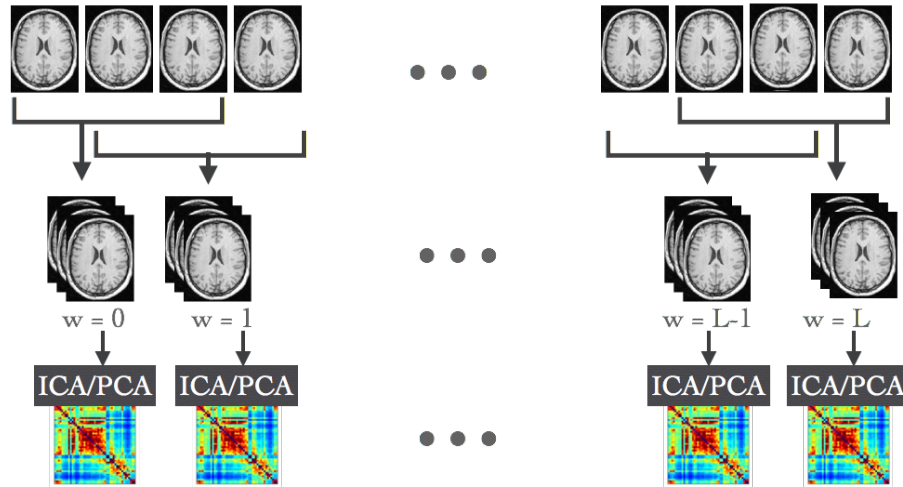 w = 0
w = 1
w = L-1
w = L
ICA/PCA
ICA/PCA
ICA/PCA
ICA/PCA